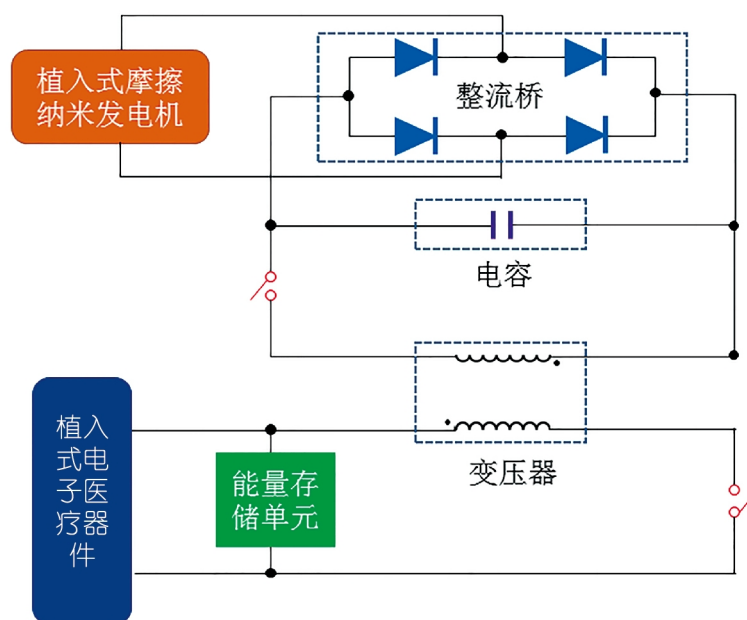 植入式摩擦
纳米发电机
整流桥
电容
变压器
植入
式电
子医
疗器
件
能量存
储单元